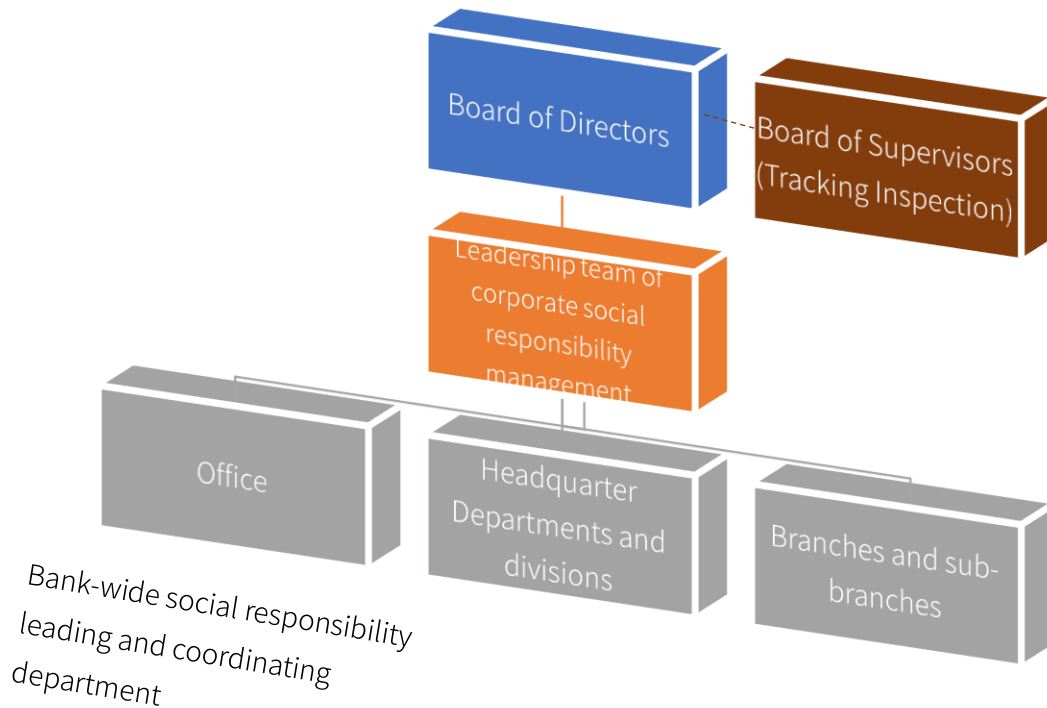 Board of Directors
Board of Supervisors
(Tracking Inspection)
Leadership team of
corporate social
responsibility
management
Office
Headquarter
Departments and
divisions
Branches and sub-
branches
Bank-wide social responsibility
leading and coordinating
department